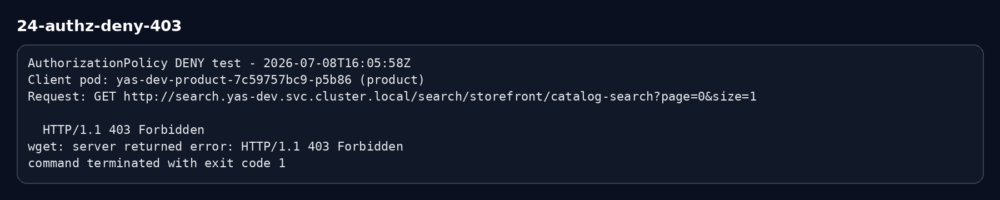 24-authz-deny-403
AuthorizationPolicy DENY test - 2026-07-08T16:05:58Z
Client pod: yas-dev-product-7c59757bc9-p5b86 (product)
Request: GET http://search.yas-dev.svc.cluster.local/search/storefront/catalog-search?page=0&size=1
HTTP/1.1 403 Forbidden
wget: server returned error: HTTP/1.1 403 Forbidden
command terminated with exit code 1